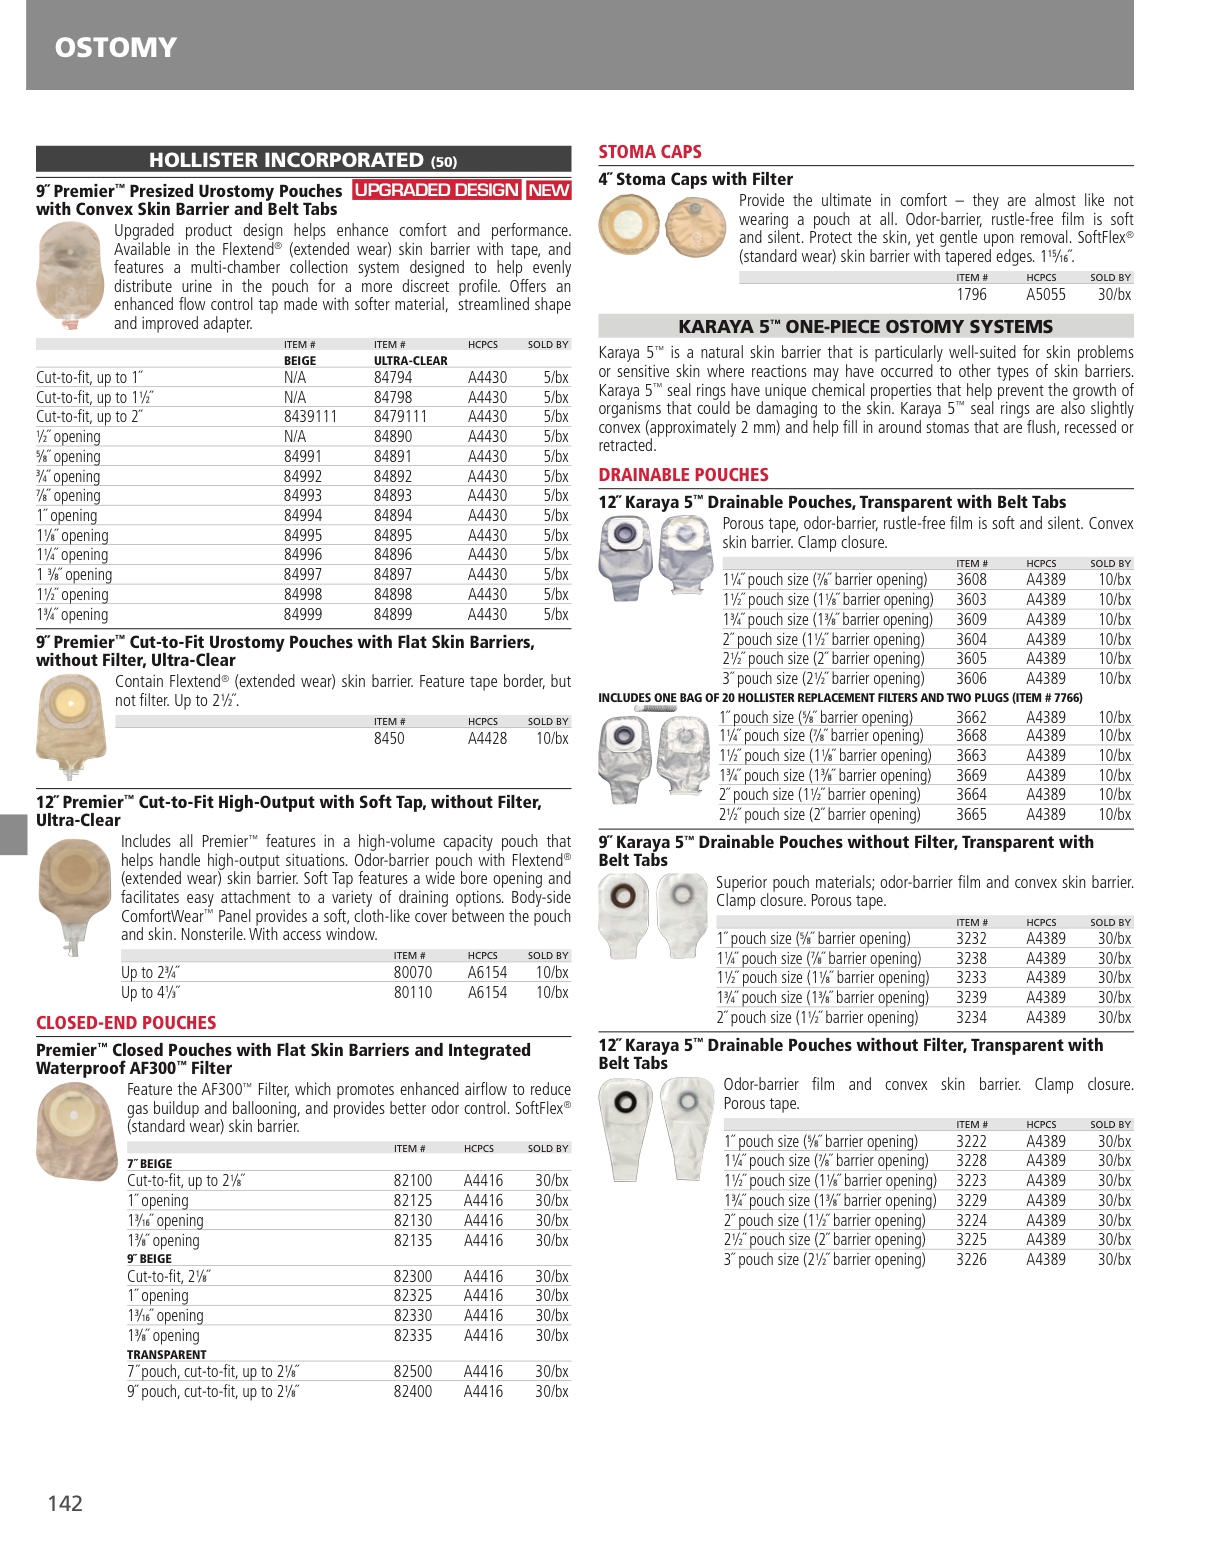 OSTOMY
HOLLISTER INCORPORATED (50)
9˝ Premier™ Presized Urostomy Pouches UPGRADED DESIGN NEW
with Convex Skin Barrier and Belt Tabs
Upgraded product design helps enhance comfort and performance.
Available in the Flextend® (extended wear) skin barrier with tape, and
features a multi-chamber collection system designed to help evenly
distribute urine in the pouch for a more discreet profile. Offers an
enhanced flow control tap made with softer material, streamlined shape
and improved adapter.
ITEM # ITEM # HCPCS SOLD BY
BEIGE ULTRA-CLEAR
Cut-to-fit, up to 1˝ N/A 84794 A4430 5/bx
Cut-to-fit, up to 1½˝ N/A 84798 A4430 5/bx
Cut-to-fit, up to 2˝ 8439111 8479111 A4430 5/bx
½˝ opening N/A 84890 A4430 5/bx
⅝˝ opening 84991 84891 A4430 5/bx
¾˝ opening 84992 84892 A4430 5/bx
⅞˝ opening 84993 84893 A4430 5/bx
1˝ opening 84994 84894 A4430 5/bx
1⅛˝ opening 84995 84895 A4430 5/bx
1¼˝ opening 84996 84896 A4430 5/bx
1 ⅜˝ opening 84997 84897 A4430 5/bx
1½˝ opening 84998 84898 A4430 5/bx
1¾˝ opening 84999 84899 A4430 5/bx
9˝ Premier™ Cut-to-Fit Urostomy Pouches with Flat Skin Barriers,
without Filter, Ultra-Clear
Contain Flextend® (extended wear) skin barrier. Feature tape border, but
not filter. Up to 2½˝.
ITEM # HCPCS SOLD BY
8450 A4428 10/bx
12˝ Premier™ Cut-to-Fit High-Output with Soft Tap, without Filter,
Ultra-Clear
Includes all Premier™ features in a high-volume capacity pouch that
helps handle high-output situations. Odor-barrier pouch with Flextend®
(extended wear) skin barrier. Soft Tap features a wide bore opening and
facilitates easy attachment to a variety of draining options. Body-side
ComfortWear™ Panel provides a soft, cloth-like cover between the pouch
and skin. Nonsterile. With access window.
ITEM # HCPCS SOLD BY
Up to 2¾˝ 80070 A6154 10/bx
Up to 4⅓˝ 80110 A6154 10/bx
CLOSED-END POUCHES
Premier™ Closed Pouches with Flat Skin Barriers and Integrated
Waterproof AF300™ Filter
Feature the AF300™ Filter, which promotes enhanced airflow to reduce
gas buildup and ballooning, and provides better odor control. SoftFlex®
(standard wear) skin barrier.
ITEM # HCPCS SOLD BY
7˝ BEIGE
Cut-to-fit, up to 2⅛˝ 82100 A4416 30/bx
1˝ opening 82125 A4416 30/bx
1³⁄₁₆˝ opening 82130 A4416 30/bx
1⅜˝ opening 82135 A4416 30/bx
9˝ BEIGE
Cut-to-fit, 2⅛˝ 82300 A4416 30/bx
1˝ opening 82325 A4416 30/bx
1³⁄₁₆˝ opening 82330 A4416 30/bx
1⅜˝ opening 82335 A4416 30/bx
TRANSPARENT
7˝ pouch, cut-to-fit, up to 2⅛˝ 82500 A4416 30/bx
9˝ pouch, cut-to-fit, up to 2⅛˝ 82400 A4416 30/bx
STOMA CAPS
4˝ Stoma Caps with Filter
Provide the ultimate in comfort – they are almost like not
wearing a pouch at all. Odor-barrier, rustle-free film is soft
and silent. Protect the skin, yet gentle upon removal. SoftFlex®
(standard wear) skin barrier with tapered edges. 1¹⁵⁄₁₆˝.
ITEM # HCPCS SOLD BY
1796 A5055 30/bx
KARAYA 5™ ONE-PIECE OSTOMY SYSTEMS
Karaya 5™ is a natural skin barrier that is particularly well-suited for skin problems
or sensitive skin where reactions may have occurred to other types of skin barriers.
Karaya 5™ seal rings have unique chemical properties that help prevent the growth of
organisms that could be damaging to the skin. Karaya 5™ seal rings are also slightly
convex (approximately 2 mm) and help fill in around stomas that are flush, recessed or
retracted.
DRAINABLE POUCHES
12˝ Karaya 5™ Drainable Pouches, Transparent with Belt Tabs
Porous tape, odor-barrier, rustle-free film is soft and silent. Convex
skin barrier. Clamp closure.
ITEM # HCPCS SOLD BY
1¼˝ pouch size (⅞˝ barrier opening) 3608 A4389 10/bx
1½˝ pouch size (1⅛˝ barrier opening) 3603 A4389 10/bx
1¾˝ pouch size (1⅜˝ barrier opening) 3609 A4389 10/bx
2˝ pouch size (1½˝ barrier opening) 3604 A4389 10/bx
2½˝ pouch size (2˝ barrier opening) 3605 A4389 10/bx
3˝ pouch size (2½˝ barrier opening) 3606 A4389 10/bx
INCLUDES ONE BAG OF 20 HOLLISTER REPLACEMENT FILTERS AND TWO PLUGS (ITEM # 7766)
1˝ pouch size (⅝˝ barrier opening) 3662 A4389 10/bx
1¼˝ pouch size (⅞˝ barrier opening) 3668 A4389 10/bx
1½˝ pouch size (1⅛˝ barrier opening) 3663 A4389 10/bx
1¾˝ pouch size (1⅜˝ barrier opening) 3669 A4389 10/bx
2˝ pouch size (1½˝ barrier opening) 3664 A4389 10/bx
2½˝ pouch size (2˝ barrier opening) 3665 A4389 10/bx
9˝ Karaya 5™ Drainable Pouches without Filter, Transparent with
Belt Tabs
Superior pouch materials; odor-barrier film and convex skin barrier.
Clamp closure. Porous tape.
ITEM # HCPCS SOLD BY
1˝ pouch size (⅝˝ barrier opening) 3232 A4389 30/bx
1¼˝ pouch size (⅞˝ barrier opening) 3238 A4389 30/bx
1½˝ pouch size (1⅛˝ barrier opening) 3233 A4389 30/bx
1¾˝ pouch size (1⅜˝ barrier opening) 3239 A4389 30/bx
2˝ pouch size (1½˝ barrier opening) 3234 A4389 30/bx
12˝ Karaya 5™ Drainable Pouches without Filter, Transparent with
Belt Tabs
Odor-barrier film and convex skin barrier. Clamp closure.
Porous tape.
ITEM # HCPCS SOLD BY
1˝ pouch size (⅝˝ barrier opening) 3222 A4389 30/bx
1¼˝ pouch size (⅞˝ barrier opening) 3228 A4389 30/bx
1½˝ pouch size (1⅛˝ barrier opening) 3223 A4389 30/bx
1¾˝ pouch size (1⅜˝ barrier opening) 3229 A4389 30/bx
2˝ pouch size (1½˝ barrier opening) 3224 A4389 30/bx
2½˝ pouch size (2˝ barrier opening) 3225 A4389 30/bx
3˝ pouch size (2½˝ barrier opening) 3226 A4389 30/bx
142